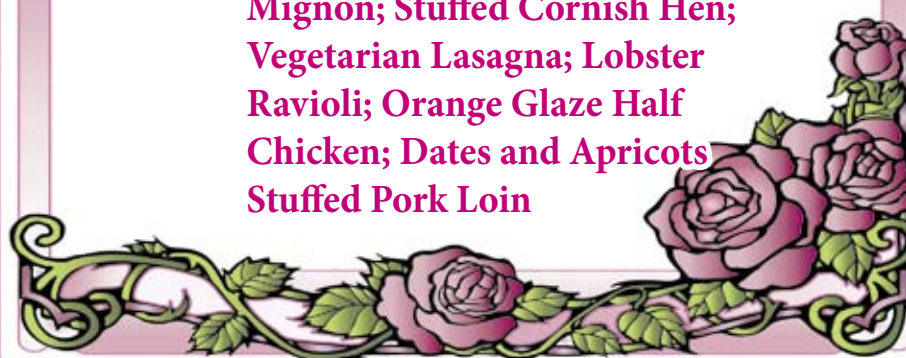 Mignon; Stuffed Cornish Hen;
Vegetarian Lasagna; Lobster
Ravioli; Orange Glaze Half
Chicken; Dates and Apricots
Stuffed Pork Loin